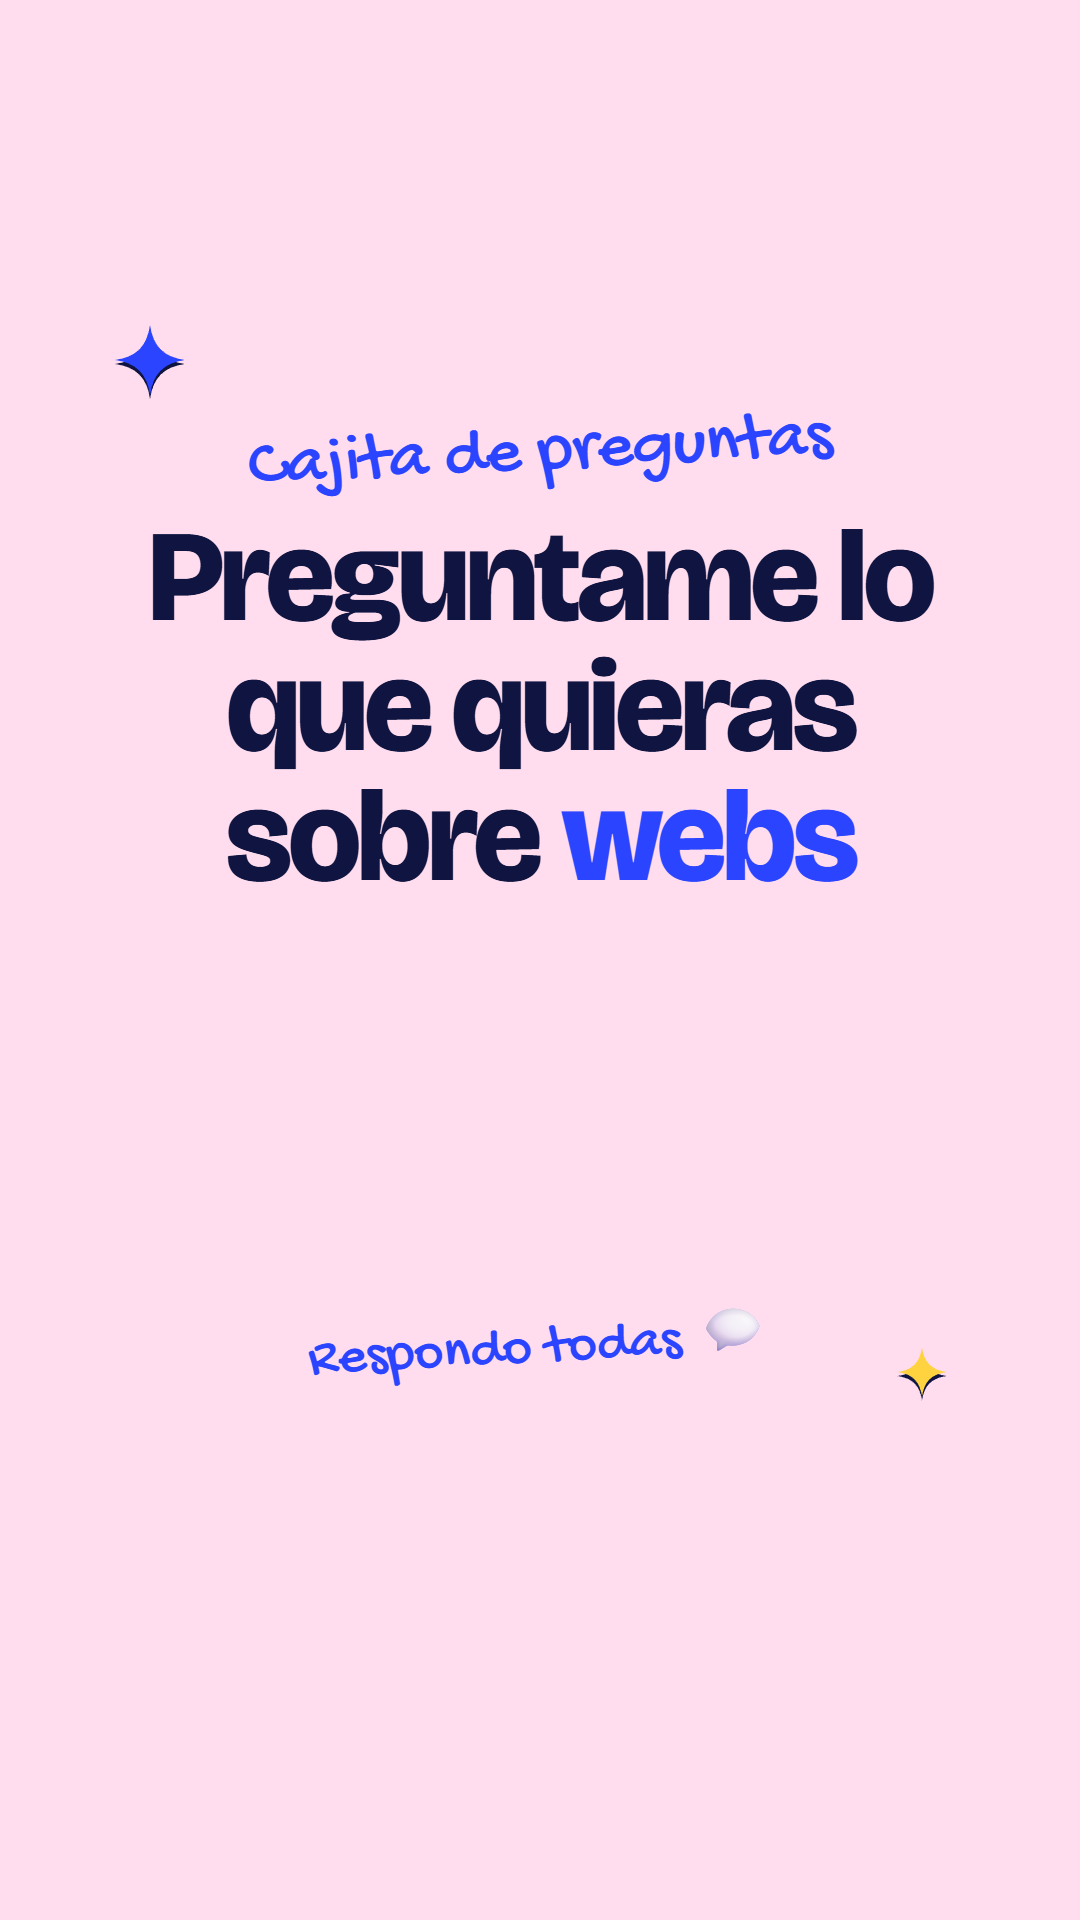 Cajita de preguntas
Preguntame lo
que quieras
sobre webs
Respondo todas